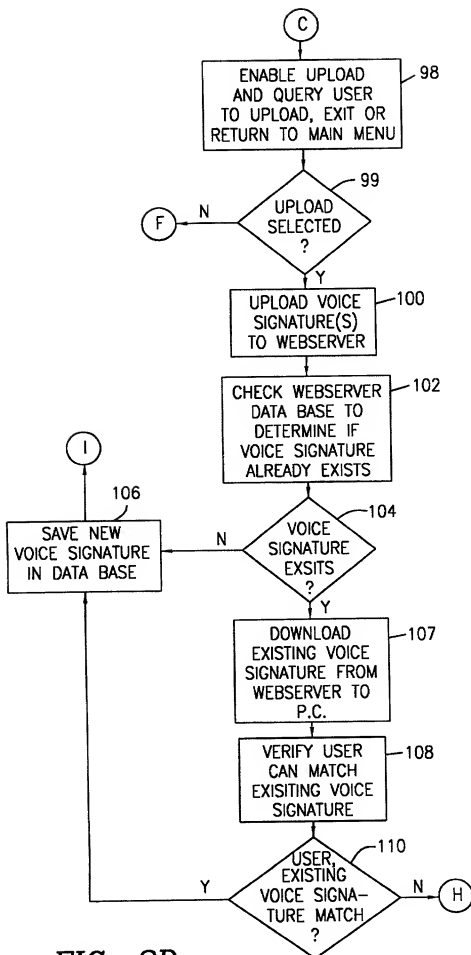 C
ENABLE UPLOAD
AND QUERY USER
TO UPLOAD, EXIT OR
RETURN TO MAIN MENU
98
99
UPLOAD
SELECTED
?
N
F
Y
UPLOAD VOICE
SIGNATURE(S)
TO WEBSERVER
100
CHECK WEBSERVER
DATA BASE TO
DETERMINE IF
VOICE SIGNATURE
ALREADY EXISTS
102
I
106
SAVE NEW
VOICE SIGNATURE
IN DATA BASE
N
104
VOICE
SIGNATURE
EXSITS
?
Y
DOWNLOAD
EXISTING VOICE
SIGNATURE FROM
WEBSERVER TO
P.C.
107
VERIFY USER
CAN MATCH
EXISITING VOICE
SIGNATURE
108
110
USER,
EXISTING
VOICE SIGNA-
TURE MATCH
?
Y
N
H